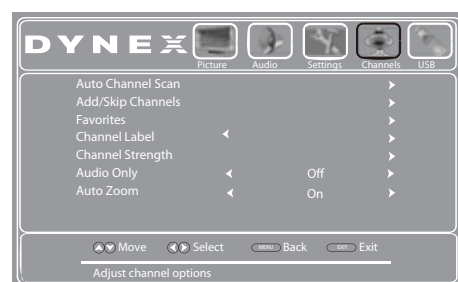 DYNEX
Picture Audio Settings Channels USB
Auto Channel Scan
Add/Skip Channels
Favorites
Channel Label
Channel Strength
Audio Only Off
Auto Zoom On
Move Select MENU Back EXIT Exit
Adjust channel options